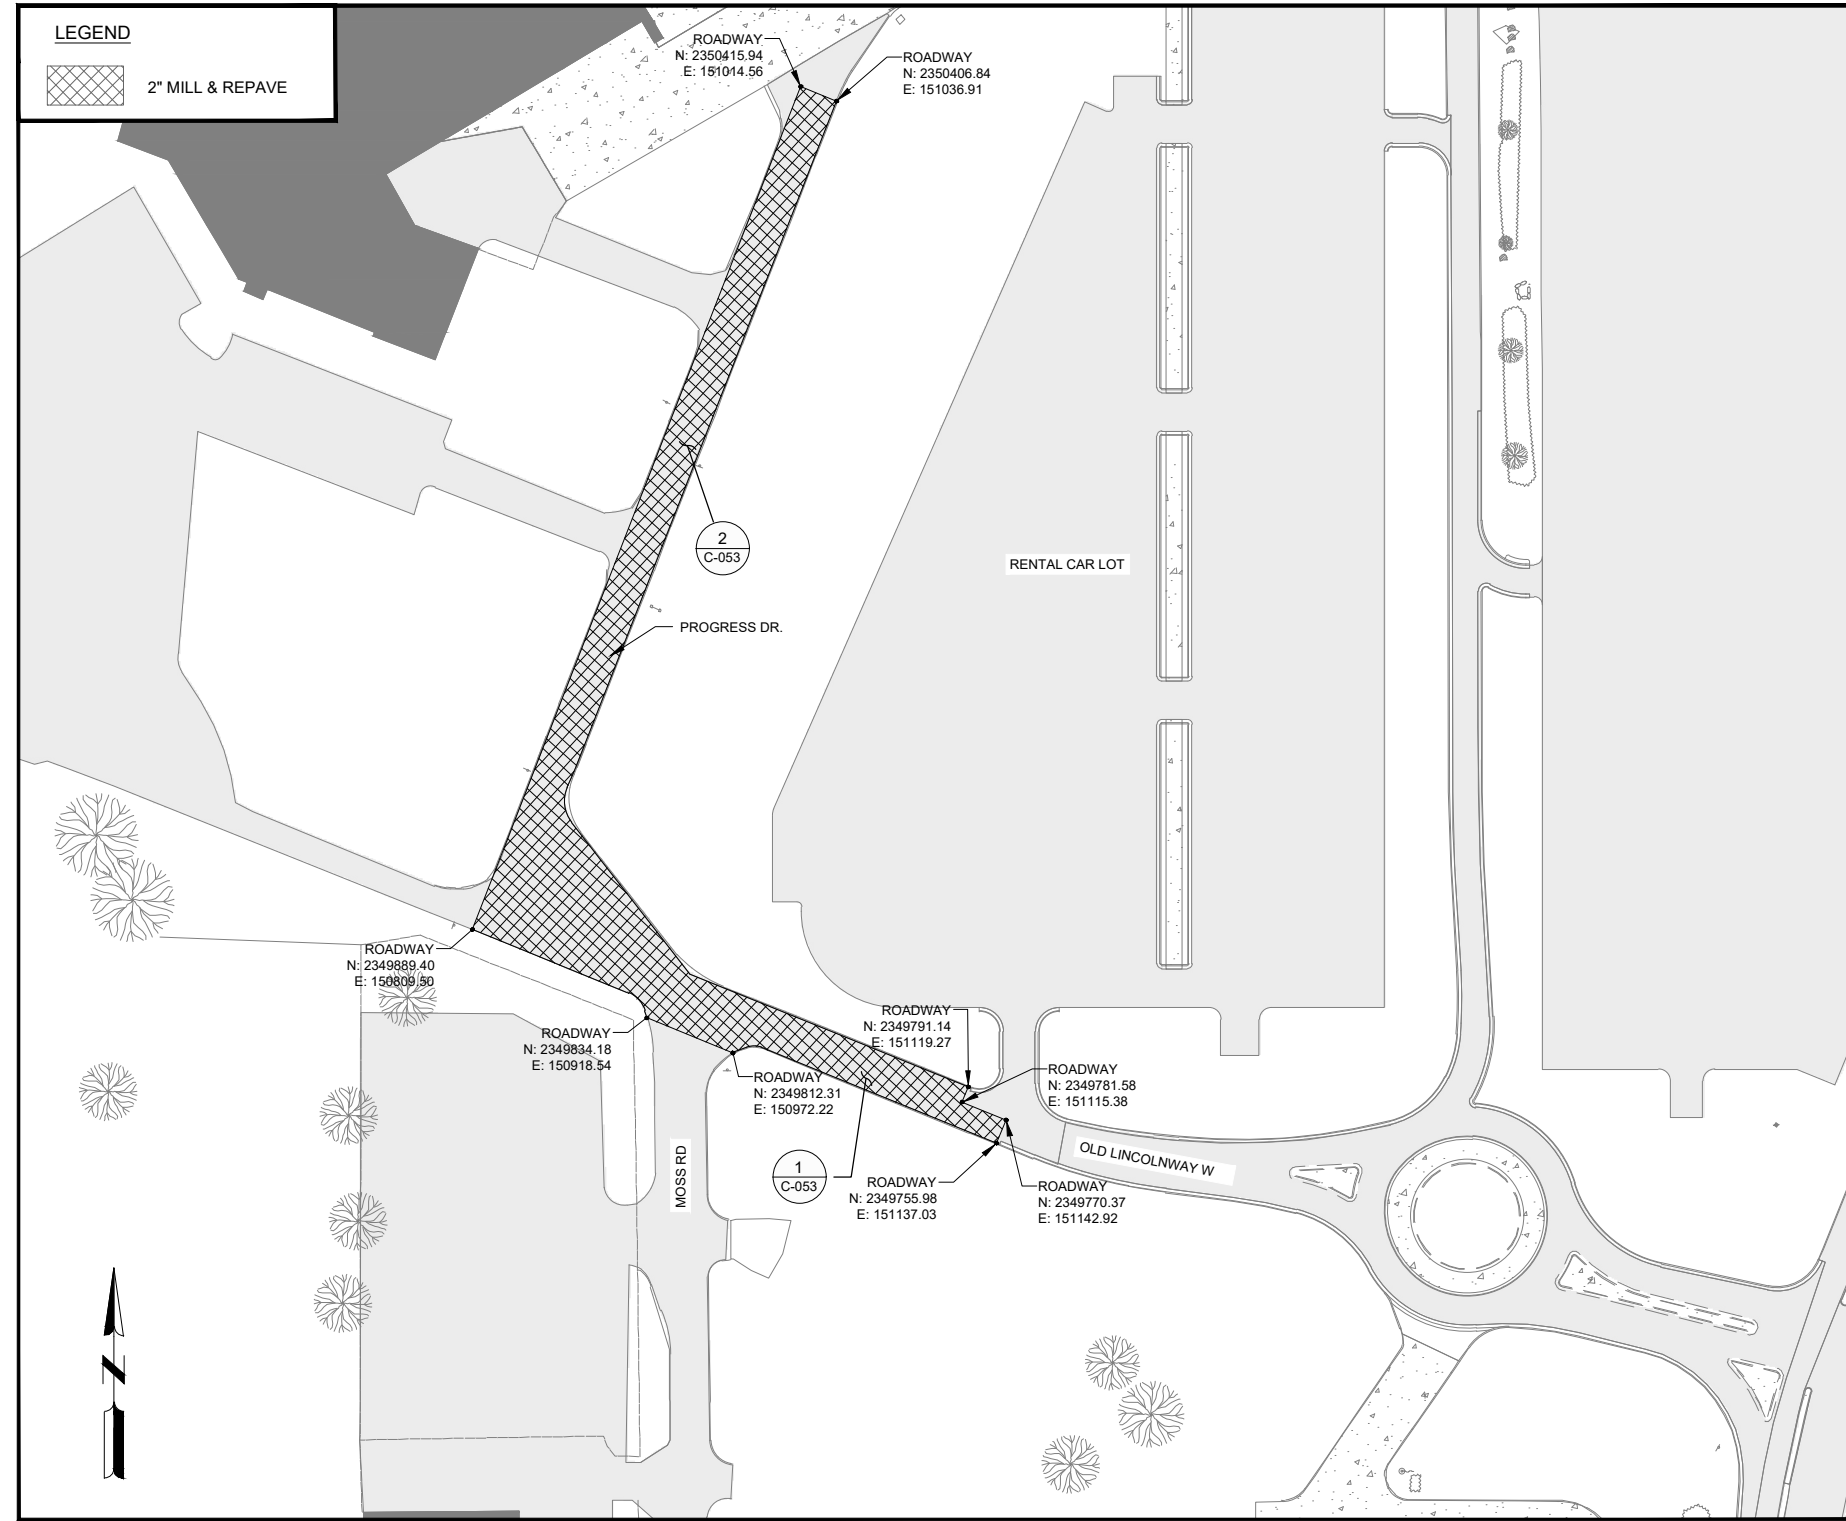 LEGEND
2" MILL & REPAVE
ROADWAY
N: 2350415.94
E: 151014.56
ROADWAY
N: 2350406.84
E: 151036.91
2
C-053
RENTAL CAR LOT
PROGRESS DR.
ROADWAY
N: 2349889.40
E: 150809.50
ROADWAY
N: 2349834.18
E: 150918.54
ROADWAY
N: 2349812.31
E: 150972.22
ROADWAY
N: 2349791.14
E: 151119.27
ROADWAY
N: 2349781.58
E: 151115.38
OLD LINCOLNWAY W
MOSS RD
1
C-053
ROADWAY
N: 2349755.98
E: 151137.03
ROADWAY
N: 2349770.37
E: 151142.92
N